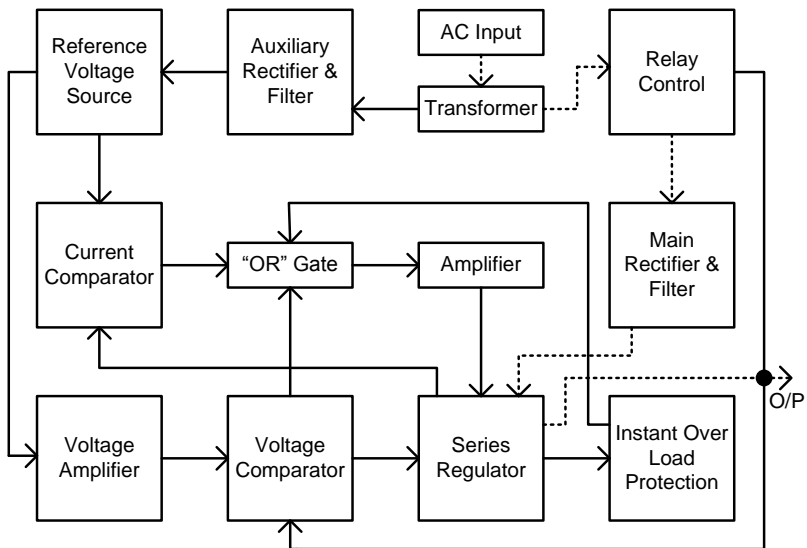 Reference
Voltage
Source
Auxiliary
Rectifier &
Filter
AC Input
Transformer
Relay
Control
Current
Comparator
“OR” Gate
Amplifier
Main
Rectifier &
Filter
O/P
Voltage
Amplifier
Voltage
Comparator
Series
Regulator
Instant Over
Load
Protection